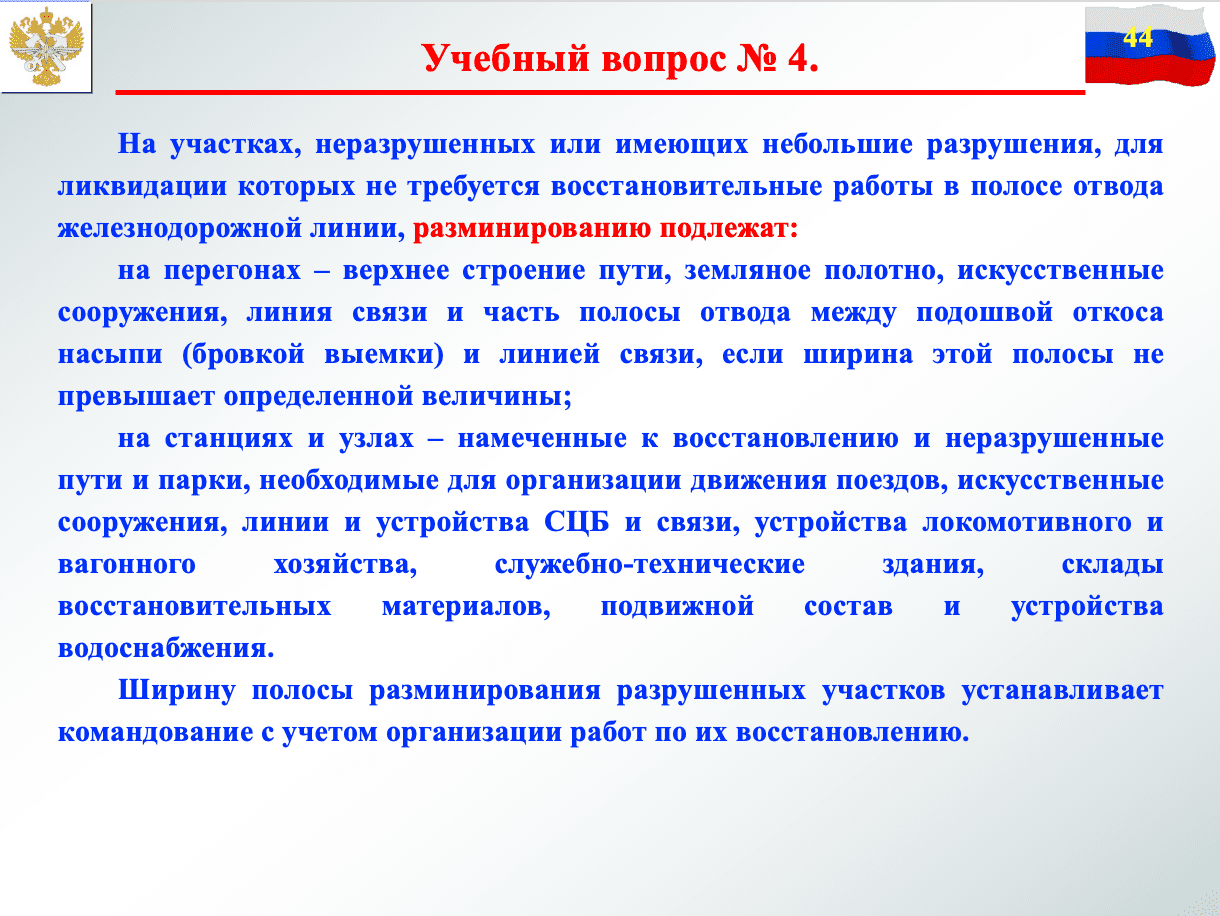 44
Учебный вопрос № 4.
На участках, неразрушенных или имеющих небольшие разрушения, для
ликвидации которых не требуется восстановительные работы в полосе отвода
железнодорожной линии, разминированию подлежат:
на перегонах – верхнее строение пути, земляное полотно, искусственные
сооружения, линия связи и часть полосы отвода между подошвой откоса
насыпи (бровкой выемки) и линией связи, если ширина этой полосы не
превышает определенной величины;
на станциях и узлах – намеченные к восстановлению и неразрушенные
пути и парки, необходимые для организации движения поездов, искусственные
сооружения, линии и устройства СЦБ и связи, устройства локомотивного и
вагонного хозяйства, служебно-технические здания, склады
восстановительных материалов, подвижной состав и устройства
водоснабжения.
Ширину полосы разминирования разрушенных участков устанавливает
командование с учетом организации работ по их восстановлению.